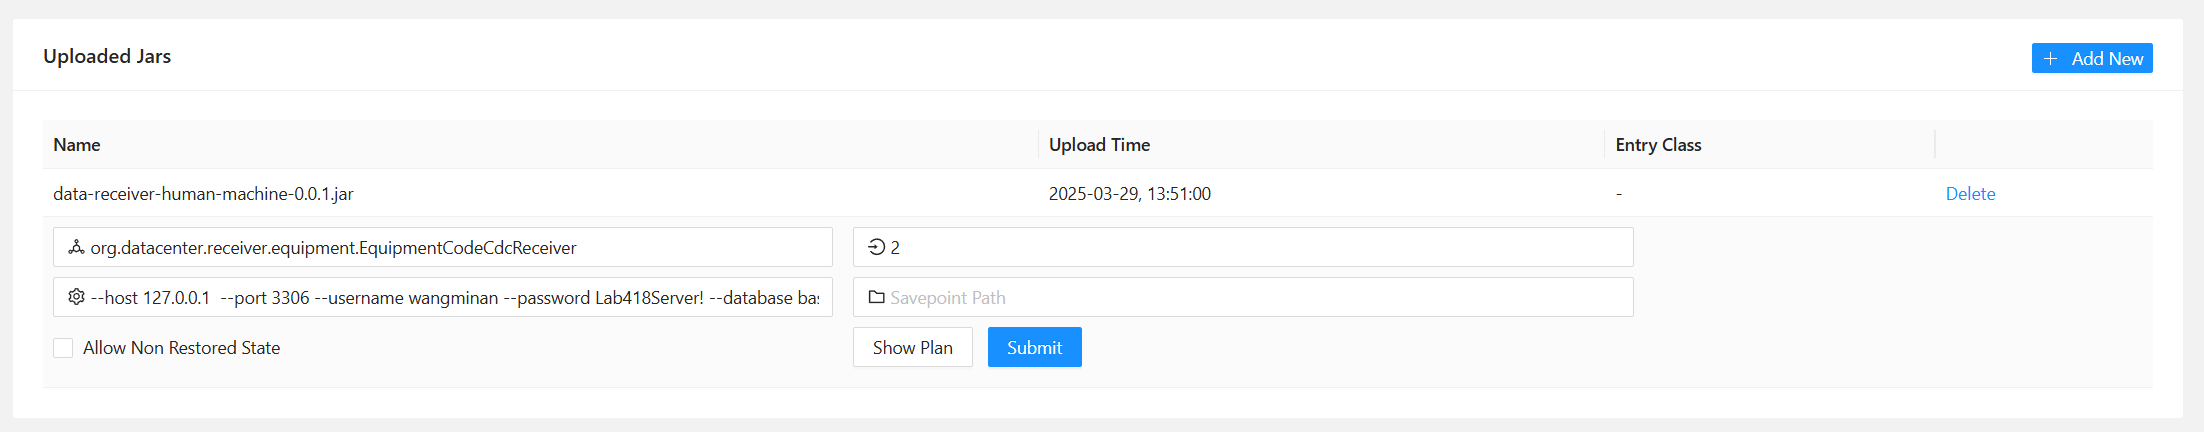 Uploaded Jars
Add New
Name Upload Time Entry Class
data-receiver-human-machine-0.0.1.jar 2025-03-29, 13:51:00 - Delete
org.datacenter.receiver.equipment.EquipmentCodeCdcReceiver 2
--host 127.0.0.1  --port 3306 --username wangminan --password Lab418Server! --database bas Savepoint Path
Allow Non Restored State Show Plan Submit